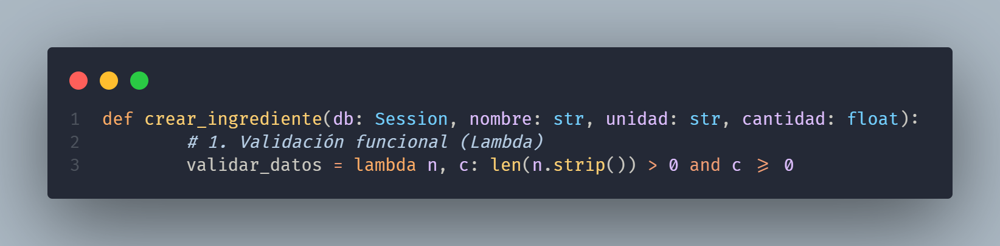 1 def crear_ingrediente(db: Session, nombre: str, unidad: str, cantidad: float):
2         # 1. Validación funcional (Lambda)
3         validar_datos = lambda n, c: len(n.strip()) > 0 and c >= 0